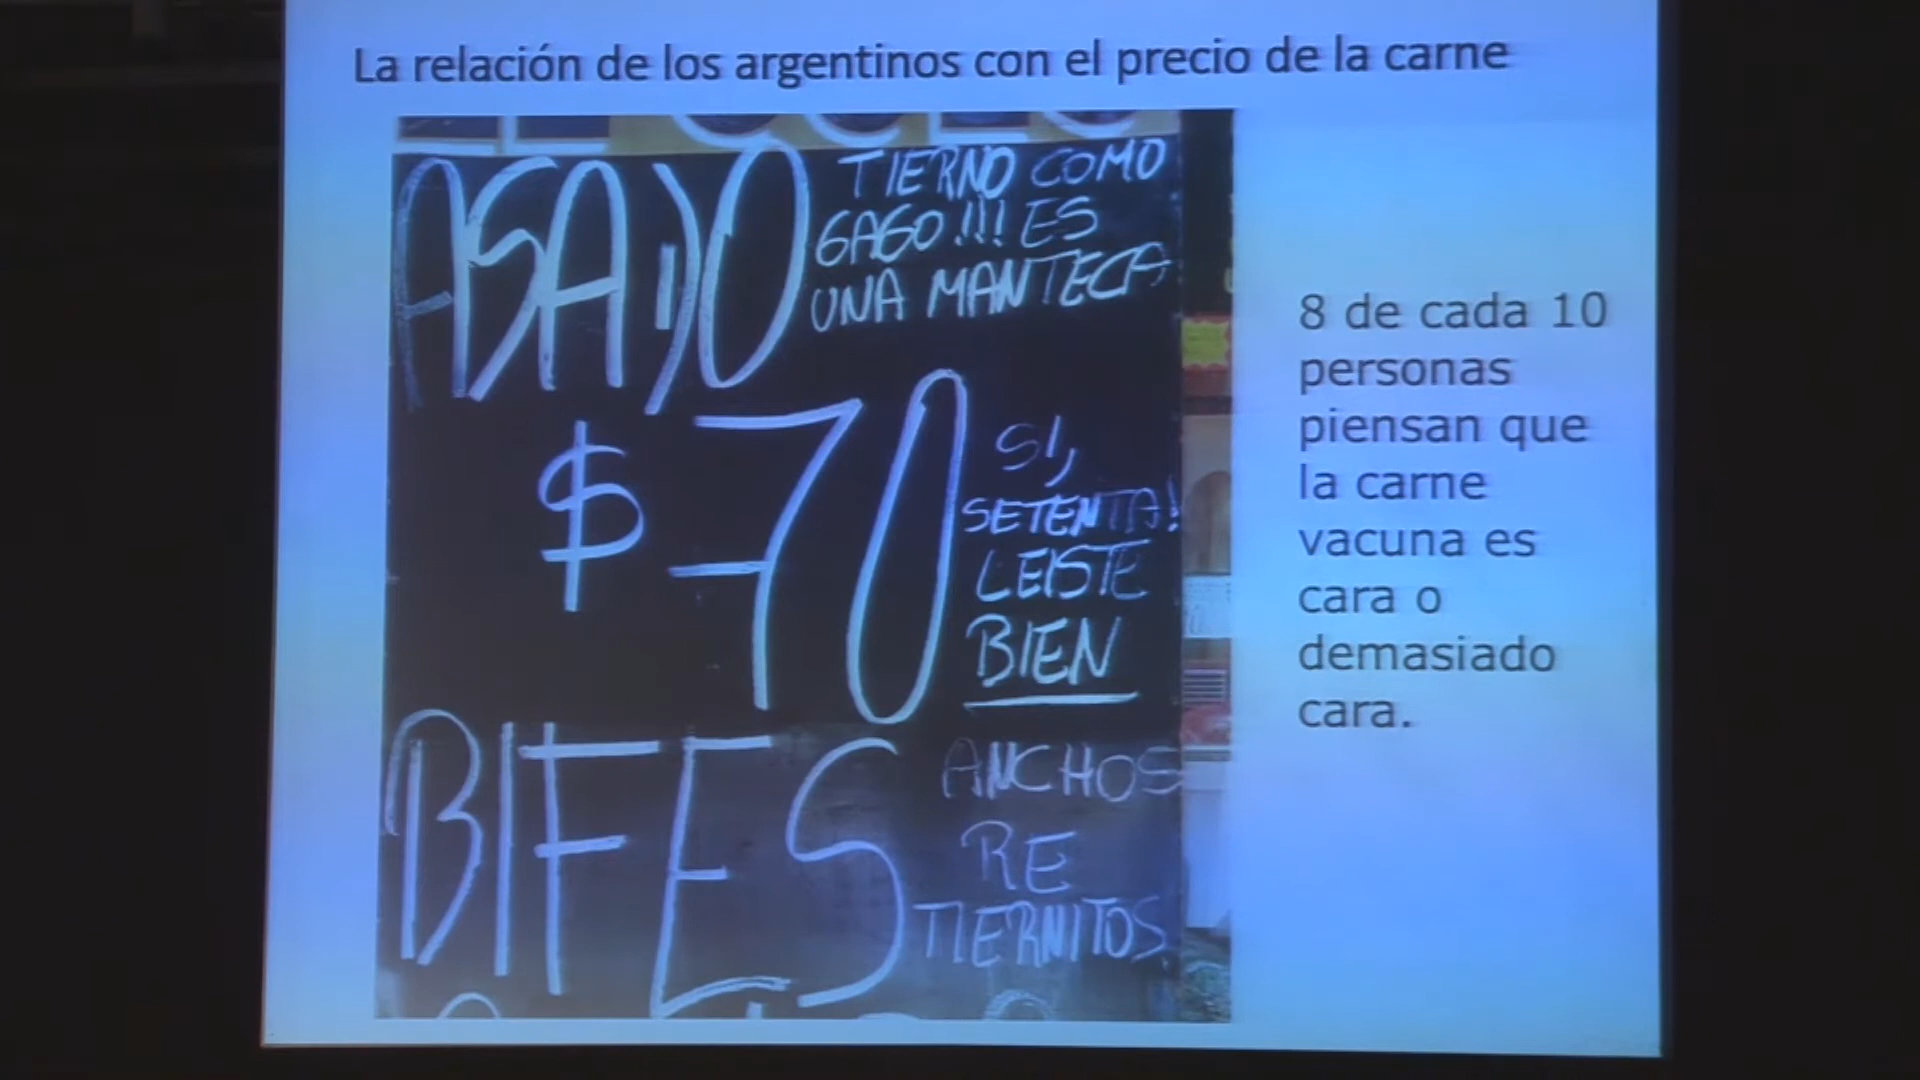 La relación de los argentinos con el precio de la carne
ASADO
TIERNO COMO
GAGO!!! ES
UNA MANTECA
$70
SI,
SETENTA!
LEISTE
BIEN
BIFES
ANCHOS
RE
TIERNITOS
8 de cada 10
personas
piensan que
la carne
vacuna es
cara o
demasiado
cara.